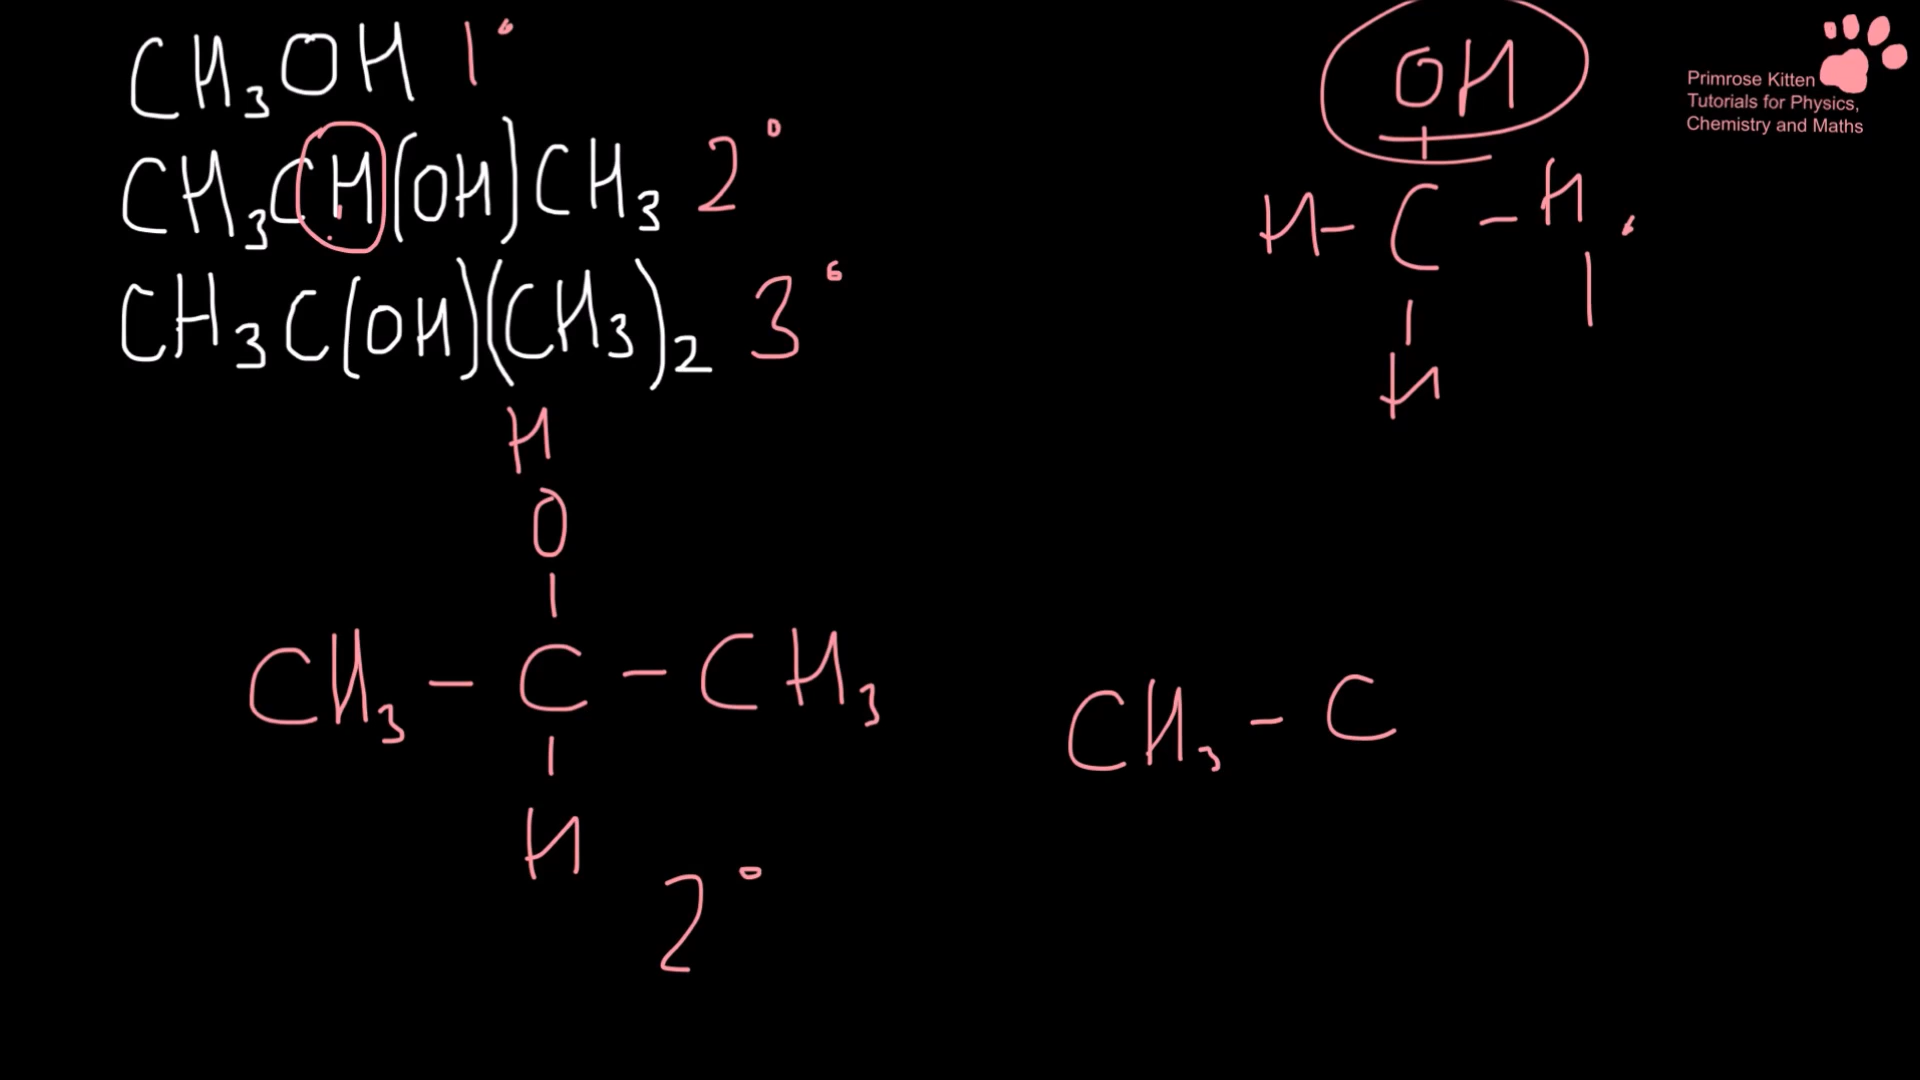 CH3OH 1°
CH3CH(OH)CH3 2°
CH3C(OH)(CH3)2 3°
OH
H-C-H
H
1°
Primrose Kitten
Tutorials for Physics,
Chemistry and Maths
H
O
CH3-C-CH3
H
2°
CH3-C